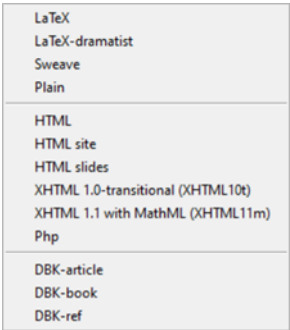 LaTeX
LaTeX-dramatist
Sweave
Plain
HTML
HTML site
HTML slides
XHTML 1.0-transitional (XHTML10t)
XHTML 1.1 with MathML (XHTML11m)
Php
DBK-article
DBK-book
DBK-ref